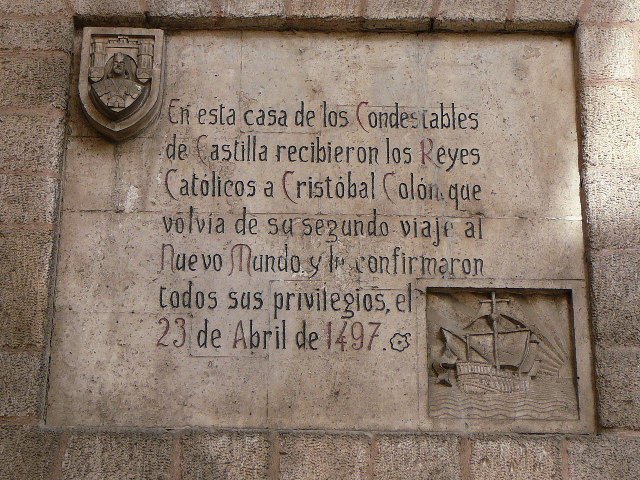 En esta casa de los Condestables
de Castilla recibieron los Reyes
Católicos a Cristóbal Colón que
volvía de su segundo viaje al
Nuevo Mundo y le confirmaron
todos sus privilegios, el
23 de Abril de 1497.